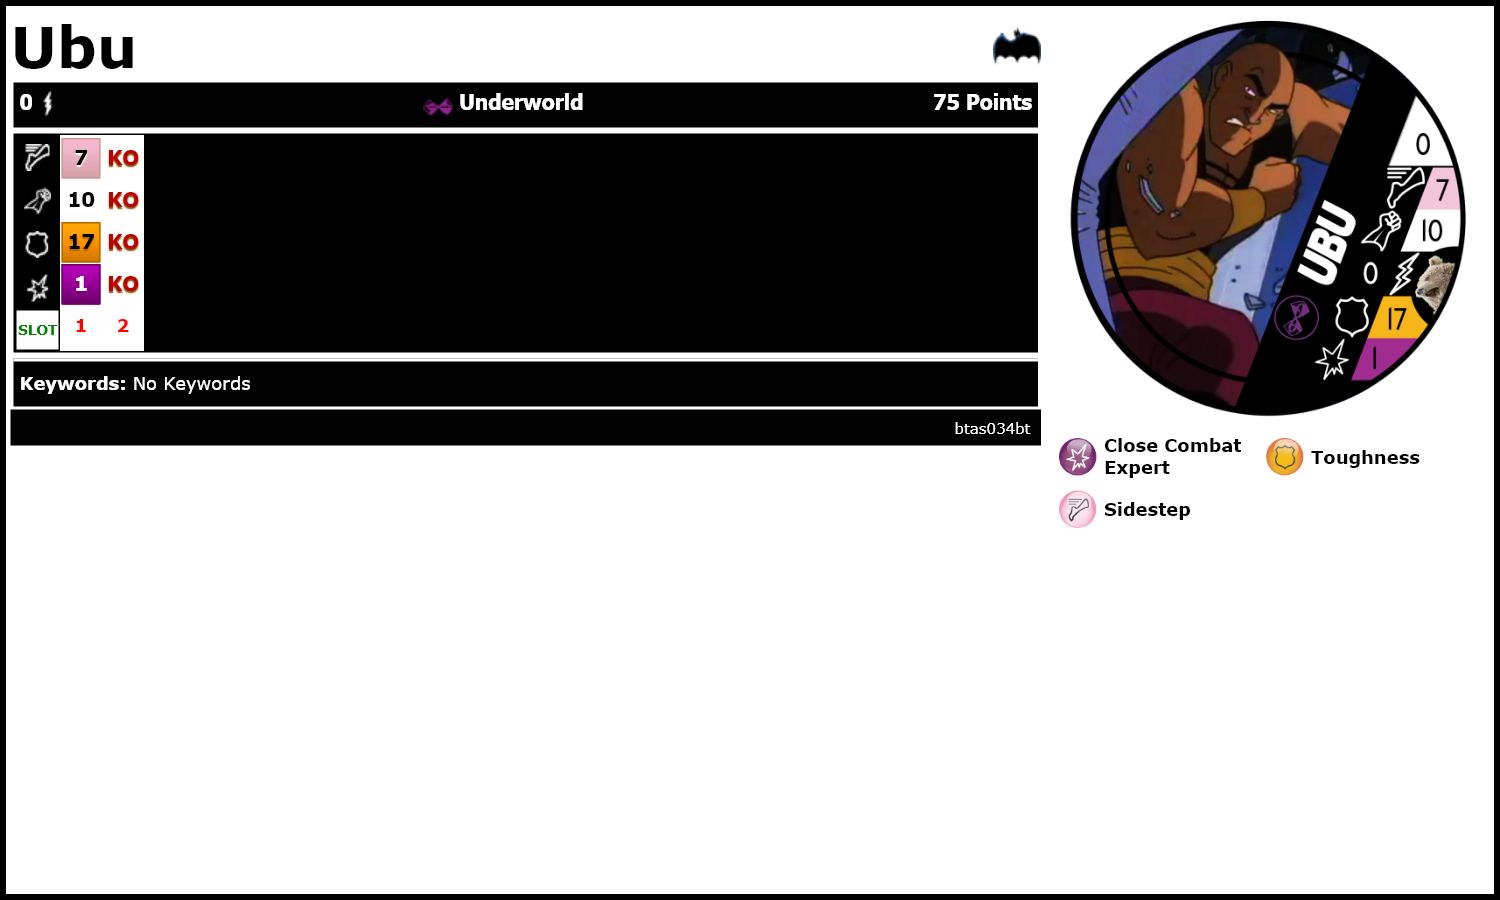 Ubu
0 Underworld 75 Points
7 KO
10 KO
17 KO
1 KO
SLOT 1 2
Keywords: No Keywords
btas034bt
0
7
10
UBU
0
17
1
Close Combat
Expert
Toughness
Sidestep